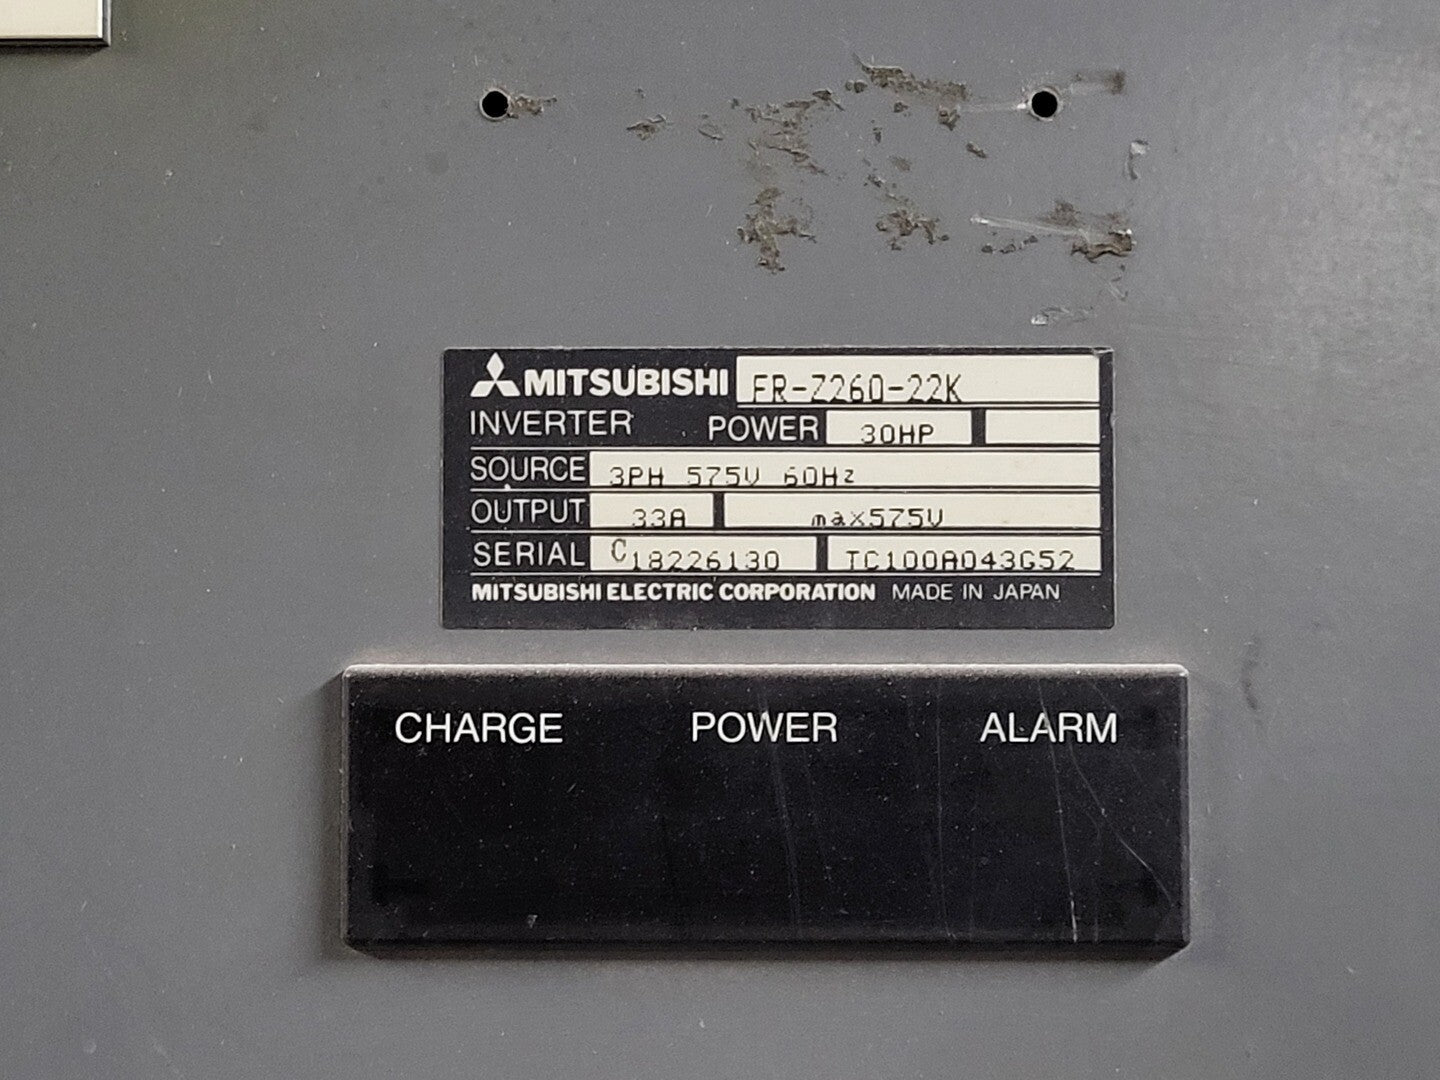 MITSUBISHI FR-Z260-22K
INVERTER POWER 30HP
SOURCE 3PH 575V 60Hz
OUTPUT 33A max575V
SERIAL C18226130 TC100A043G52
MITSUBISHI ELECTRIC CORPORATION MADE IN JAPAN
CHARGE POWER ALARM